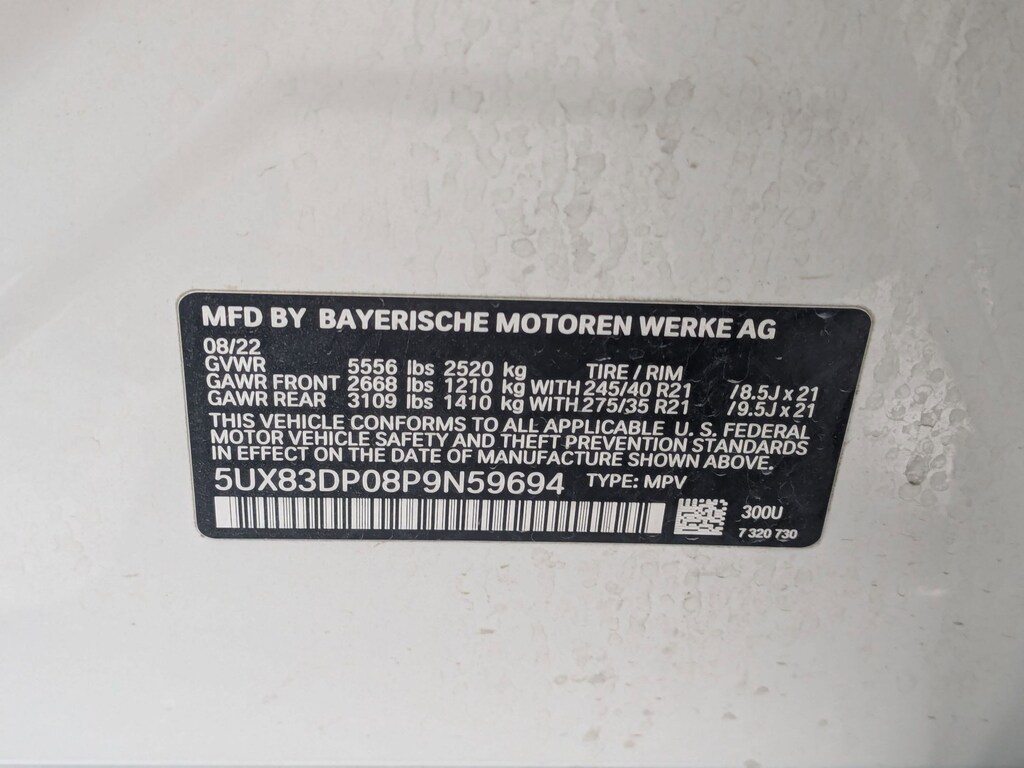 MFD BY BAYERISCHE MOTOREN WERKE AG
08/22
GVWR 5556 lbs 2520 kg TIRE / RIM
GAWR FRONT 2668 lbs 1210 kg WITH 245/40 R21 /8.5J x 21
GAWR REAR 3109 lbs 1410 kg WITH 275/35 R21 /9.5J x 21
THIS VEHICLE CONFORMS TO ALL APPLICABLE U. S. FEDERAL
MOTOR VEHICLE SAFETY AND THEFT PREVENTION STANDARDS
IN EFFECT ON THE DATE OF MANUFACTURE SHOWN ABOVE.
5UX83DP08P9N59694 TYPE: MPV
300U
7 320 730